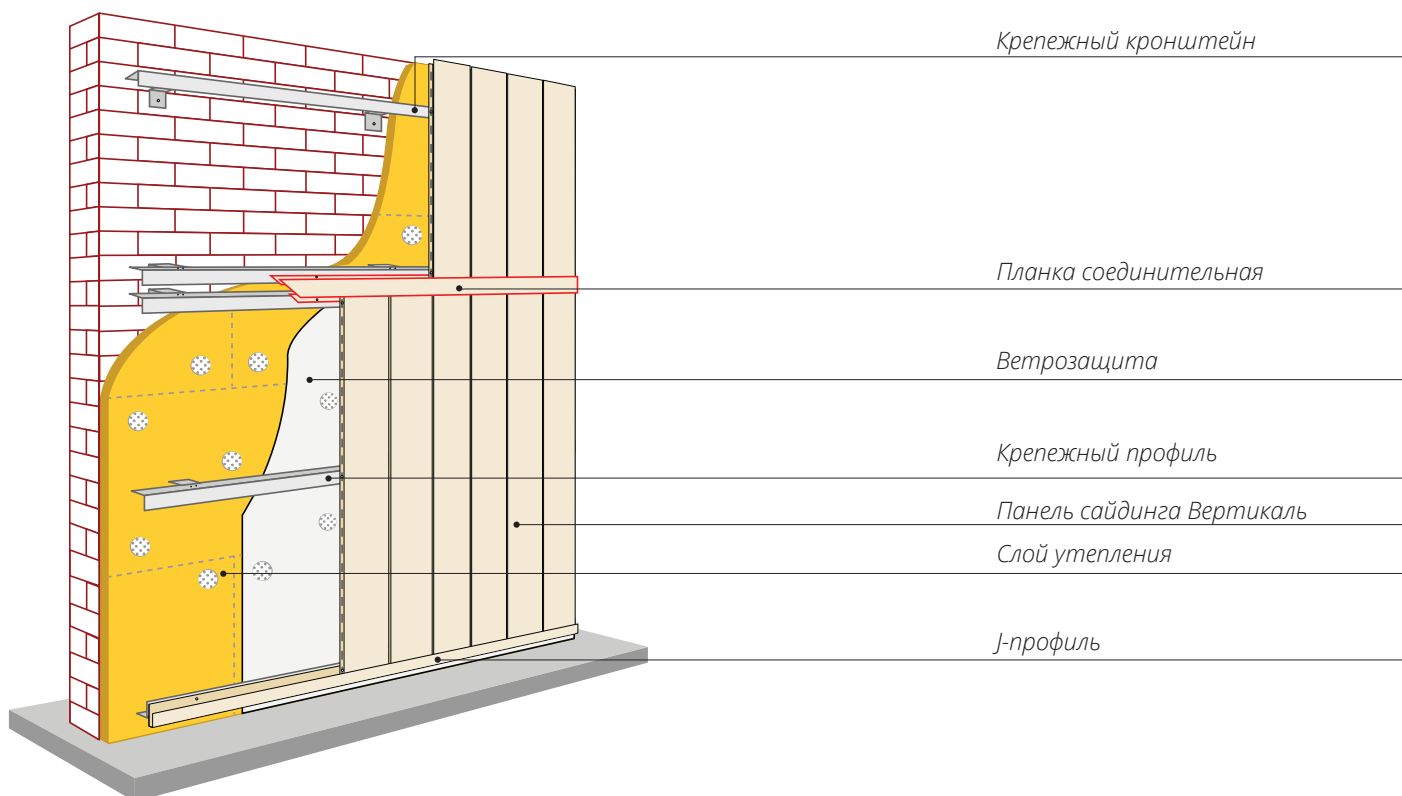 Крепежный кронштейн
Планка соединительная
Ветрозащита
Крепежный профиль
Панель сайдинга Вертикаль
Слой утепления
J-профиль